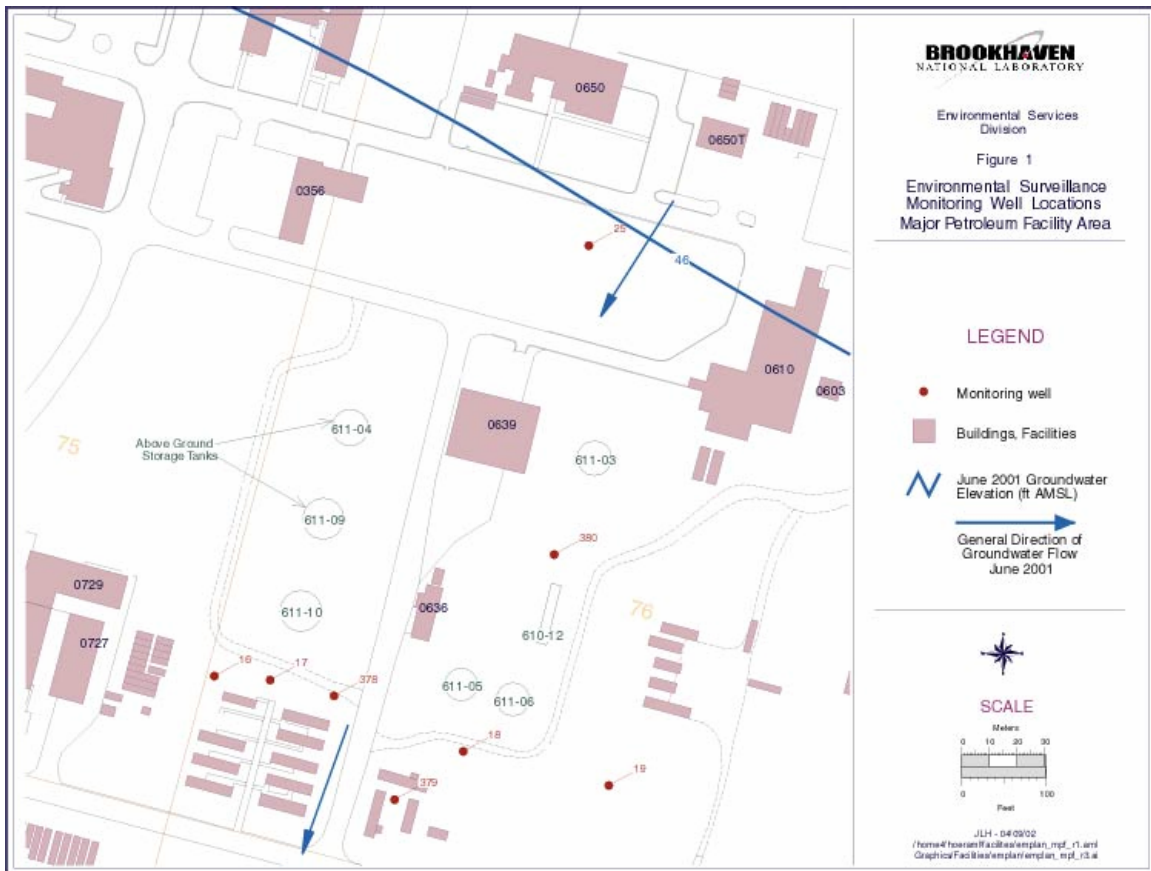 0650
0650T
0356
25
46
0610
0603
0639
611-04
Above Ground
Storage Tanks
75
611-03
611-09
380
0729
611-10
0636
76
610-12
0727
16
17
378
611-05
611-06
18
379
19
BROOKHAVEN
NATIONAL LABORATORY
Environmental Services
Division
Figure 1
Environmental Surveillance
Monitoring Well Locations
Major Petroleum Facility Area
LEGEND
Monitoring well
Buildings, Facilities
June 2001 Groundwater
Elevation (ft AMSL)
General Direction of
Groundwater Flow
June 2001
SCALE
Meters
0 10 20 30
0 100
Feet
JLH - 04/09/02